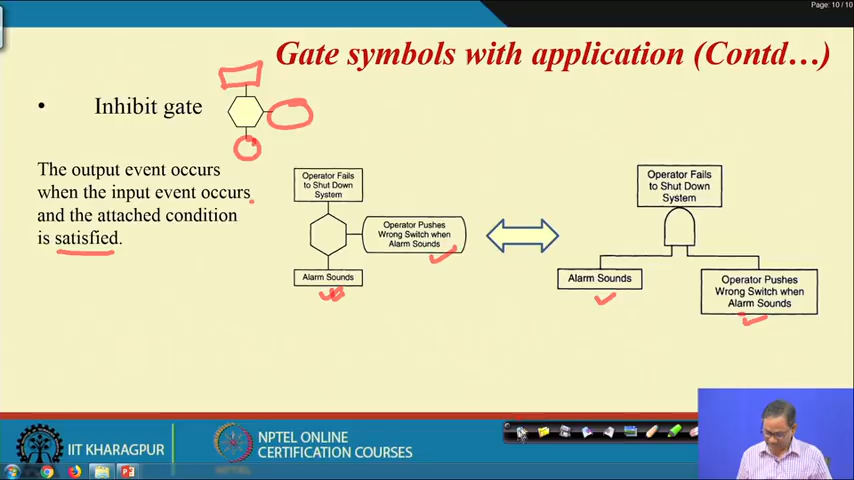 Page: 10 / 10
Gate symbols with application (Contd…)
• Inhibit gate
The output event occurs
when the input event occurs
and the attached condition
is satisfied.
Operator Fails
to Shut Down
System
Operator Pushes
Wrong Switch when
Alarm Sounds
Alarm Sounds
Operator Fails
to Shut Down
System
Alarm Sounds
Operator Pushes
Wrong Switch when
Alarm Sounds
IIT KHARAGPUR
NPTEL ONLINE
CERTIFICATION COURSES